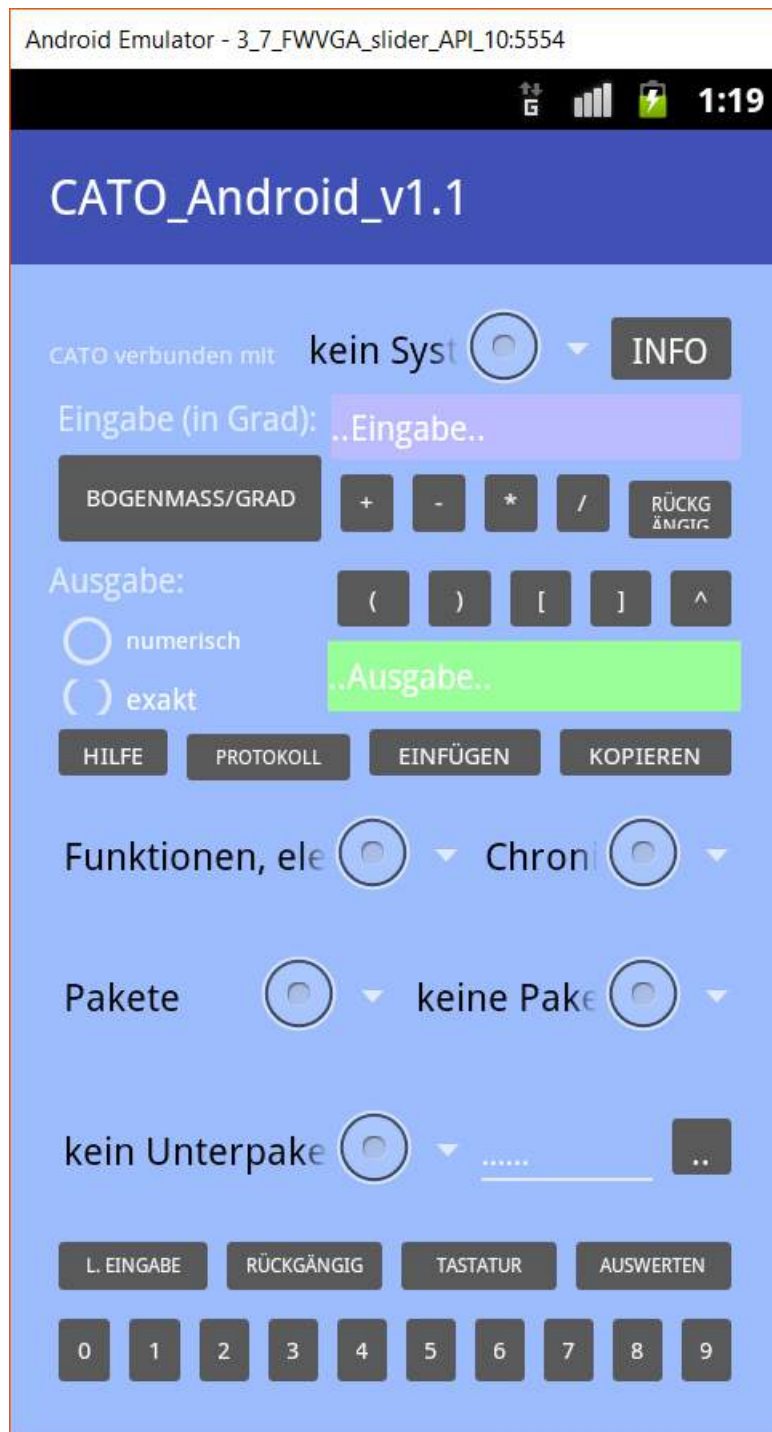 Android Emulator - 3_7_FWVGA_slider_API_10:5554
G 1:19
CATO_Android_v1.1
CATO verbunden mit kein Syst INFO
Eingabe (in Grad): ..Eingabe..
BOGENMASS/GRAD + - * / RÜCKG
ÄNGIG
Ausgabe: ( ) [ ] ^
numerisch
..Ausgabe..
exakt
HILFE PROTOKOLL EINFÜGEN KOPIEREN
Funktionen, ele Chroni
Pakete keine Pake
kein Unterpake ...... ..
L. EINGABE RÜCKGÄNGIG TASTATUR AUSWERTEN
0 1 2 3 4 5 6 7 8 9